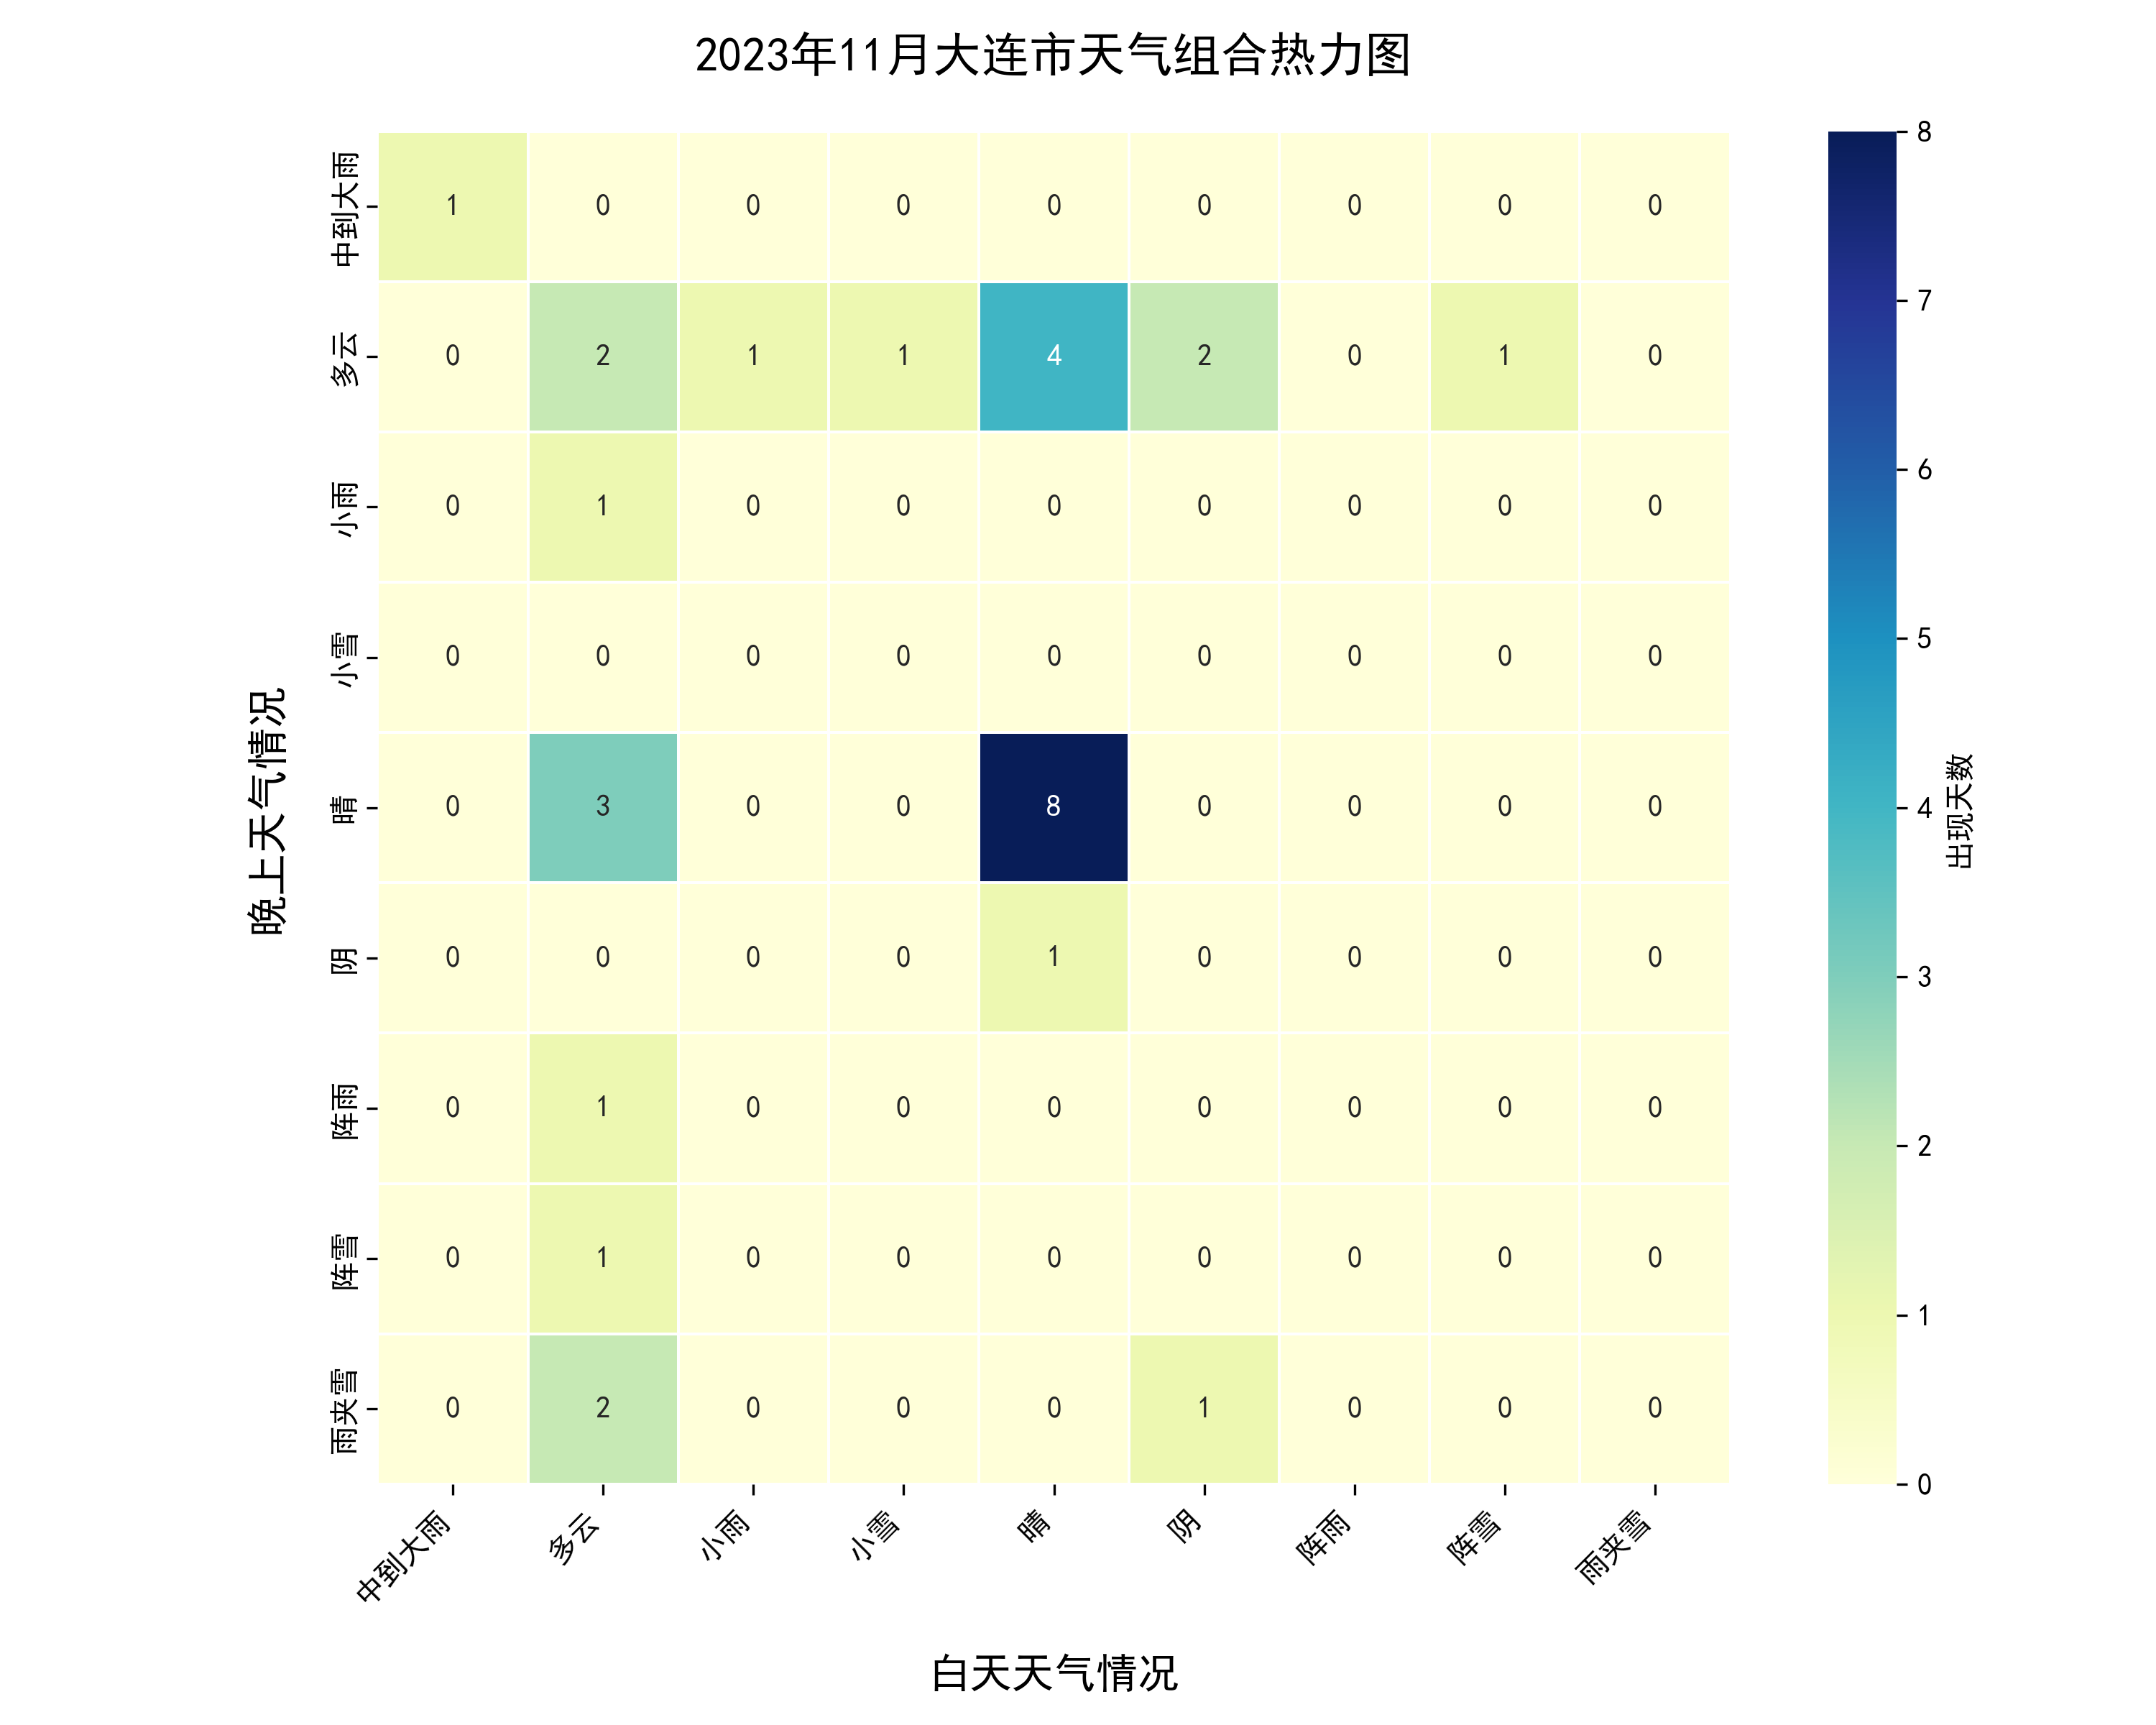 2023年11月大连市天气组合热力图
晚上天气情况
中到大雨 1 0 0 0 0 0 0 0 0
多云 0 2 1 1 4 2 0 1 0
小雨 0 1 0 0 0 0 0 0 0
小雪 0 0 0 0 0 0 0 0 0
晴 0 3 0 0 8 0 0 0 0
阴 0 0 0 0 1 0 0 0 0
阵雨 0 1 0 0 0 0 0 0 0
阵雪 0 1 0 0 0 0 0 0 0
雨夹雪 0 2 0 0 0 1 0 0 0
中到大雨 多云 小雨 小雪 晴 阴 阵雨 阵雪 雨夹雪
白天天气情况
8
7
6
5
4
3
2
1
0
出现天数